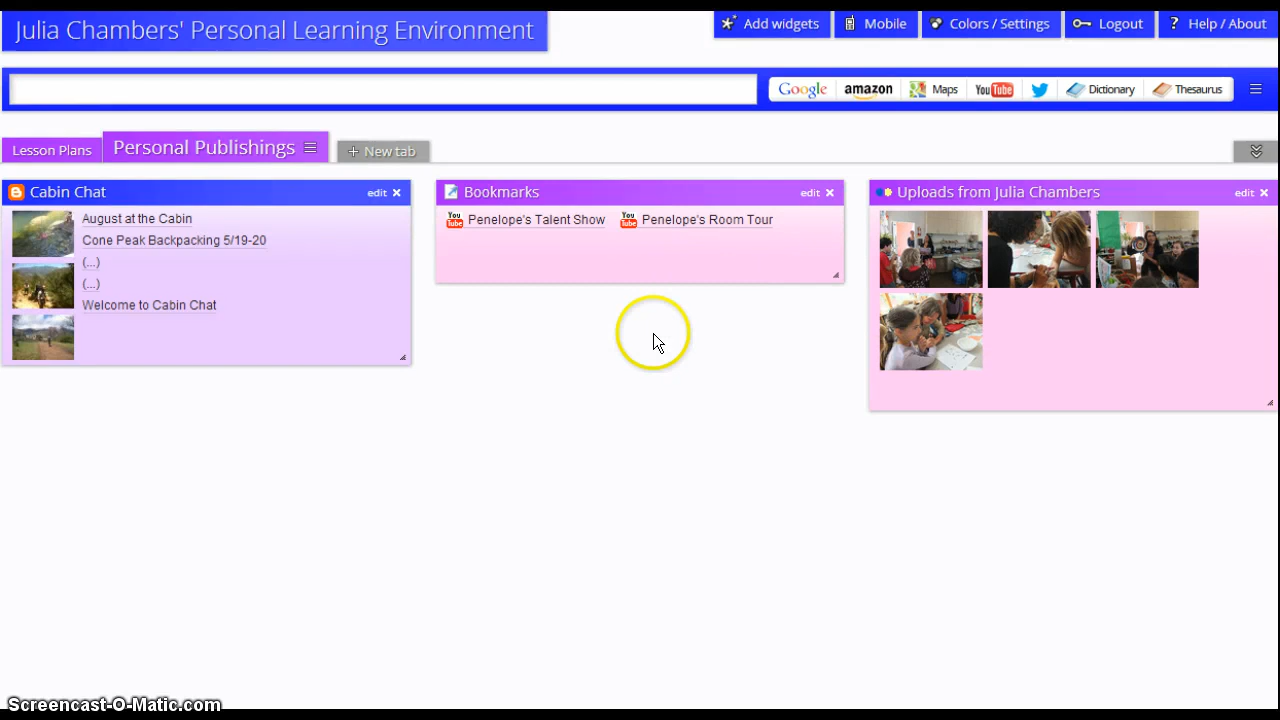 Julia Chambers' Personal Learning Environment
Add widgets
Mobile
Colors / Settings
Logout
? Help / About
Google
amazon
Maps
YouTube
Dictionary
Thesaurus
Lesson Plans
Personal Publishings
+ New tab
Cabin Chat
edit
August at the Cabin
Cone Peak Backpacking 5/19-20
(...)
(...)
Welcome to Cabin Chat
Bookmarks
edit
YouTube Penelope's Talent Show
YouTube Penelope's Room Tour
Uploads from Julia Chambers
edit
Screencast-O-Matic.com